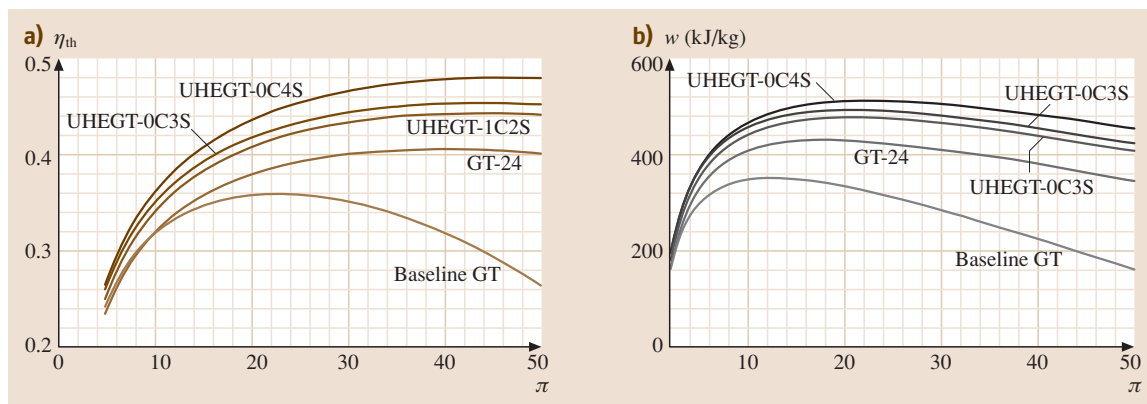 a) ηth
0.5
UHEGT-0C4S
UHEGT-0C3S
UHEGT-1C2S
0.4
GT-24
0.3
Baseline GT
0.2
0 10 20 30 40 50
π
b) w (kJ/kg)
600
UHEGT-0C4S
UHEGT-0C3S
400
GT-24
UHEGT-0C3S
200
Baseline GT
0
10 20 30 40 50
π